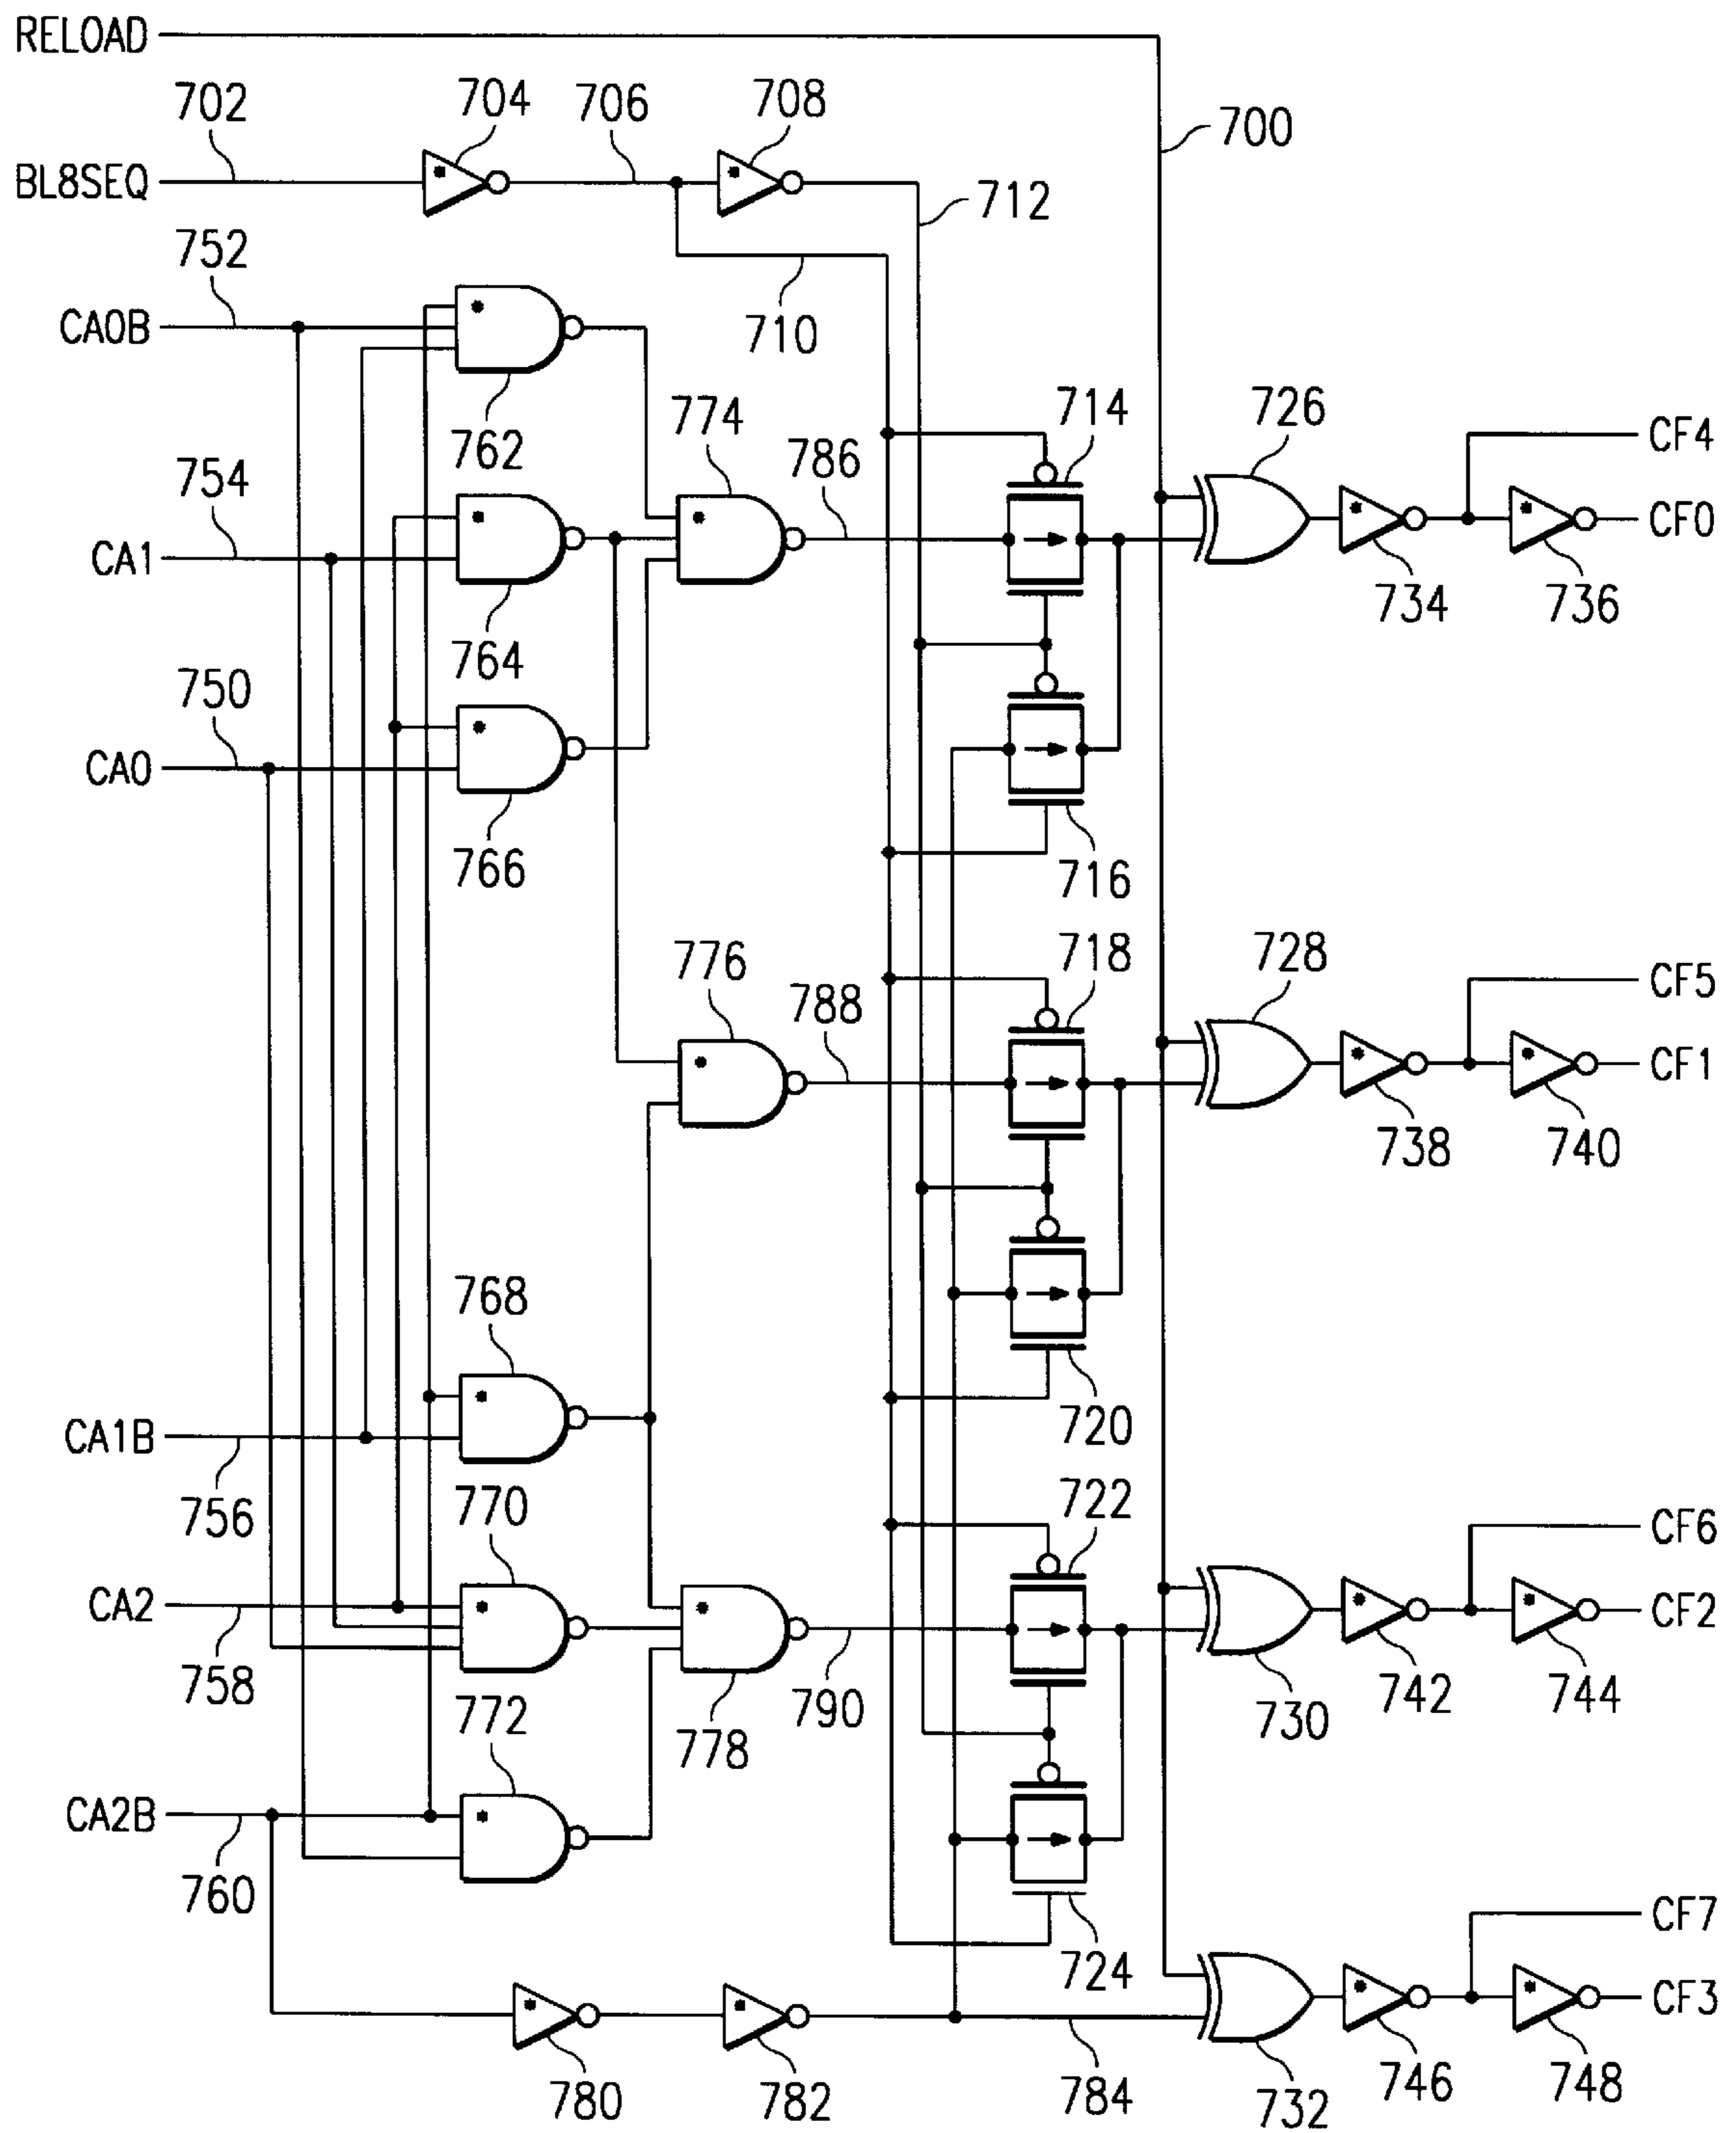 RELOAD
702 704 706 708
700
BL8SEQ
712
752
CA0B
710
762 774 714 726
CF4
754 786
CF0
CA1
764 734 736
750
CA0
766 716
776 718 728
788
CF5
CF1
738 740
768
720
CA1B
756 770 722
CF6
CA2
CF2
758 772 778 790 730 742 744
CA2B
760
724
CF7
CF3
780 782 784 732 746 748